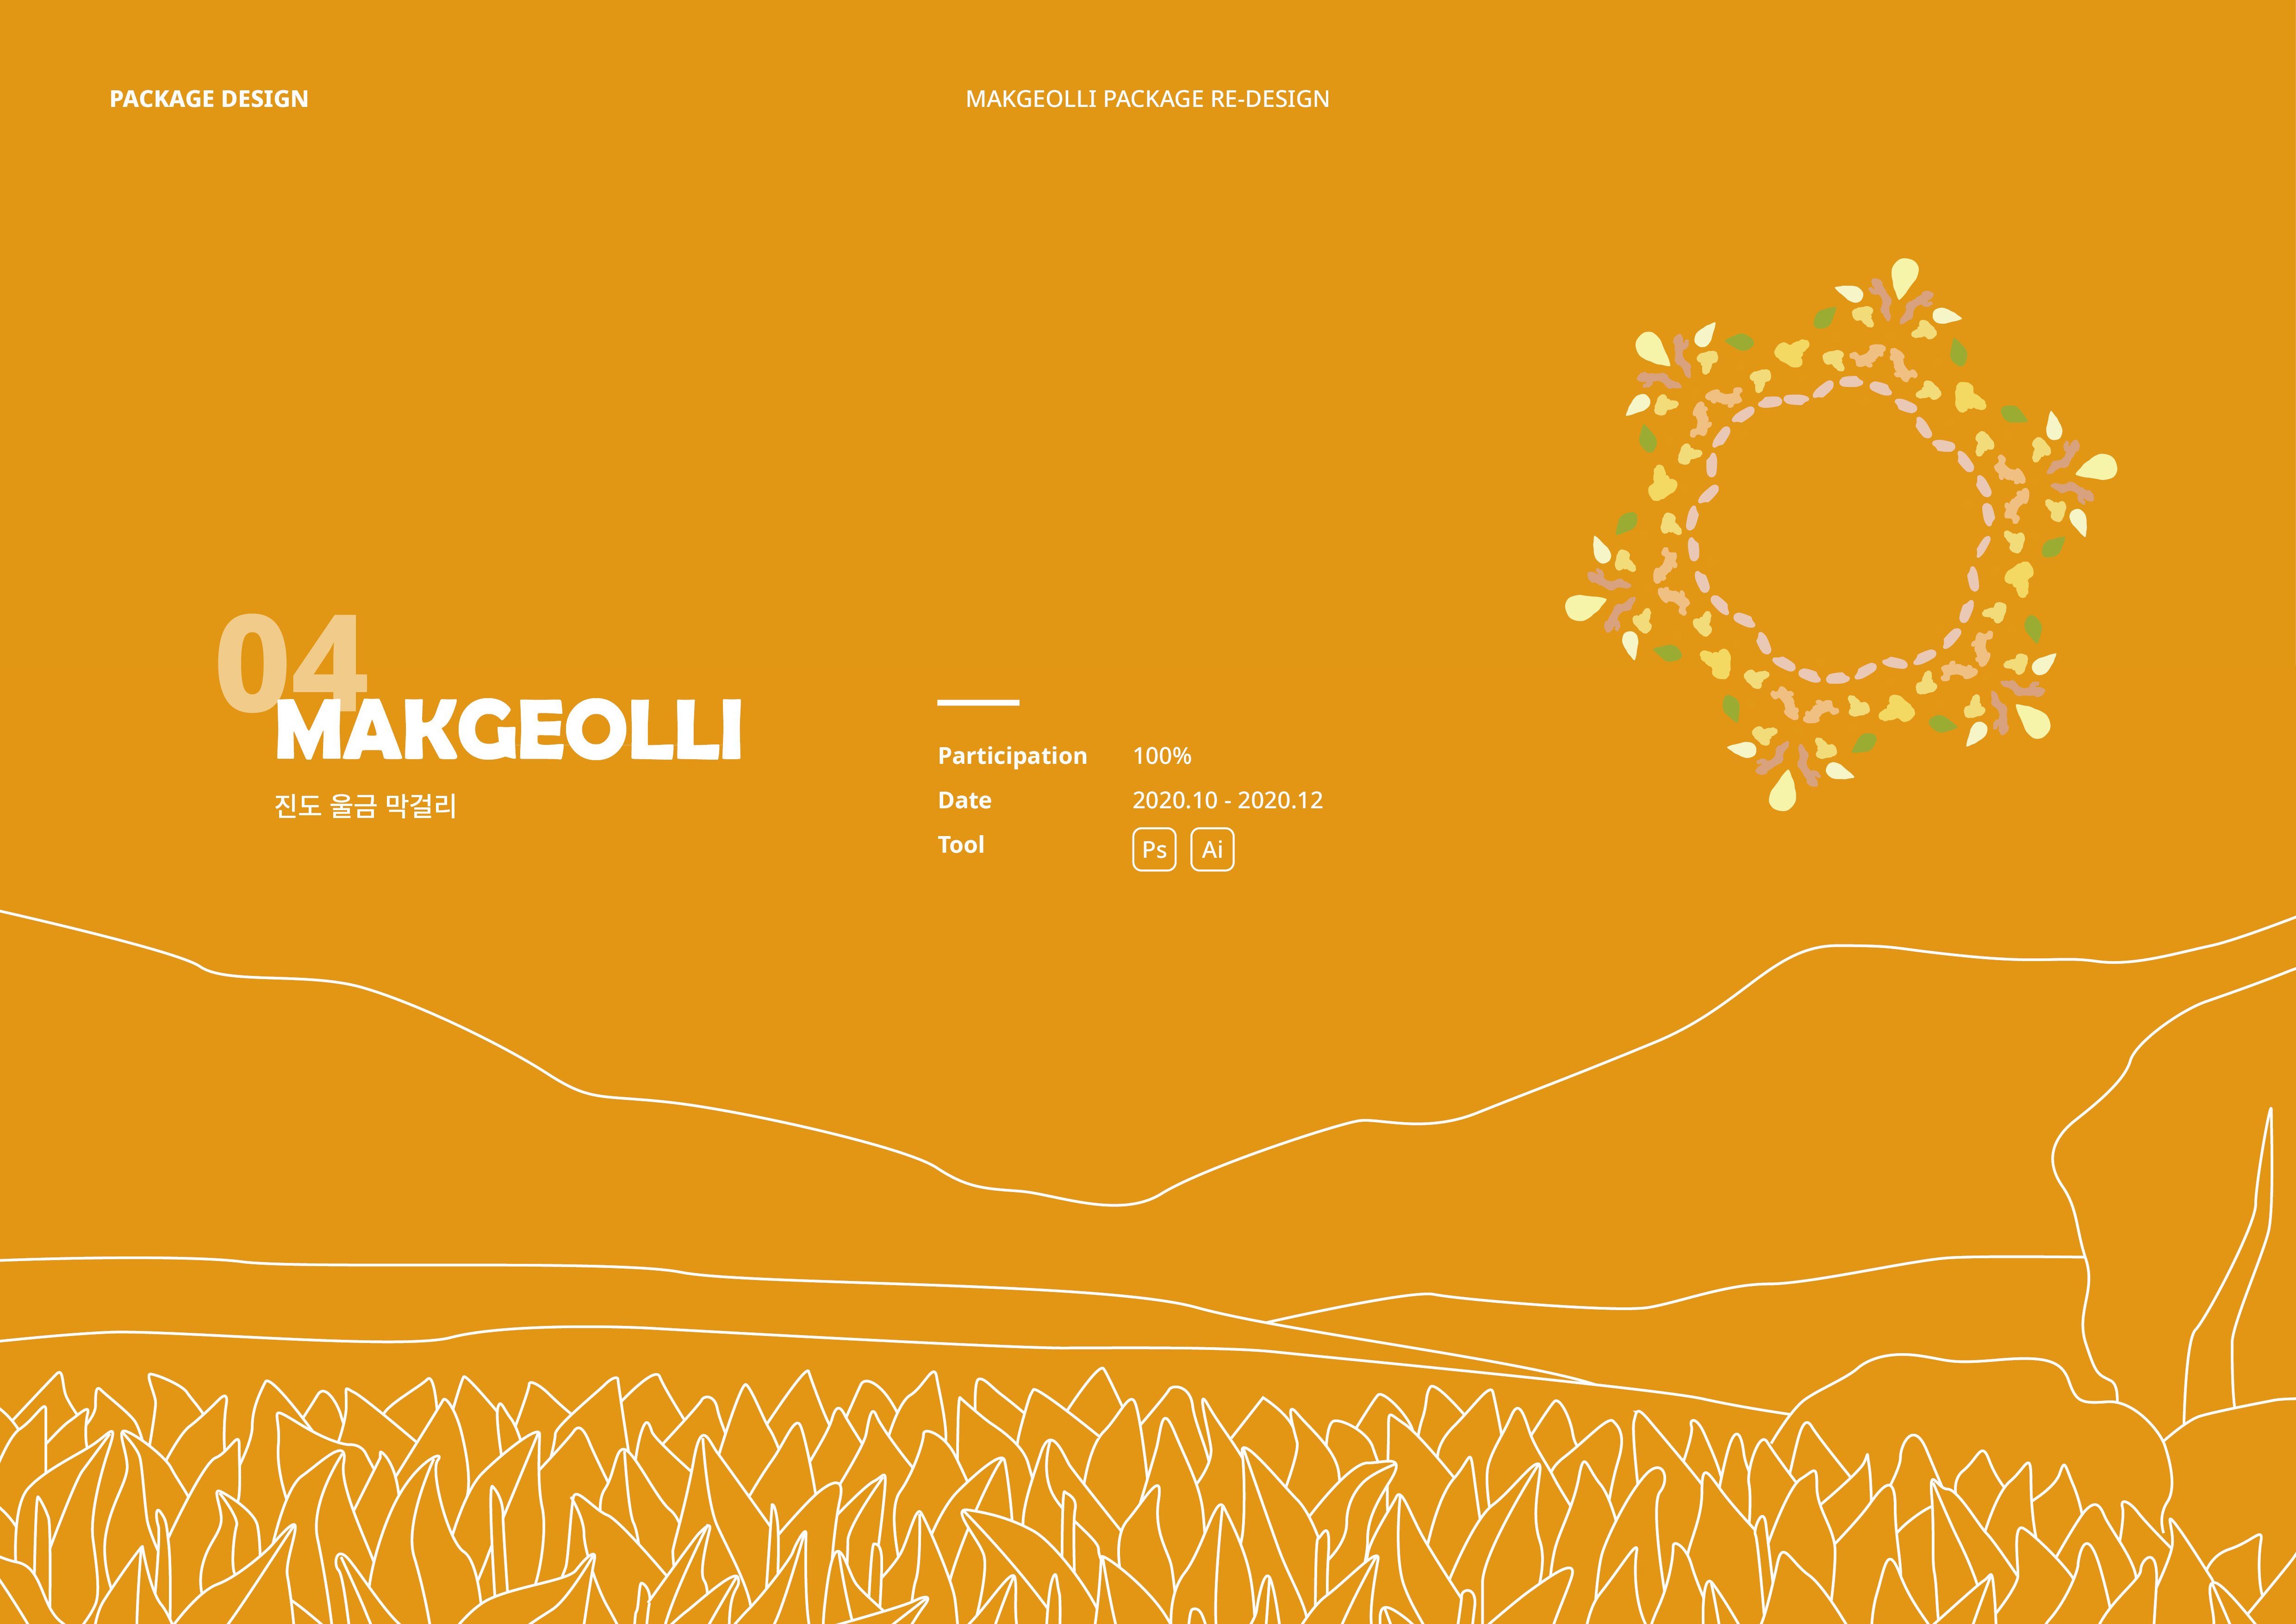 PACKAGE DESIGN
MAKGEOLLI PACKAGE RE-DESIGN
04
MAKGEOLLI
진도 울금 막걸리
Participation 100%
Date 2020.10 - 2020.12
Tool Ps Ai